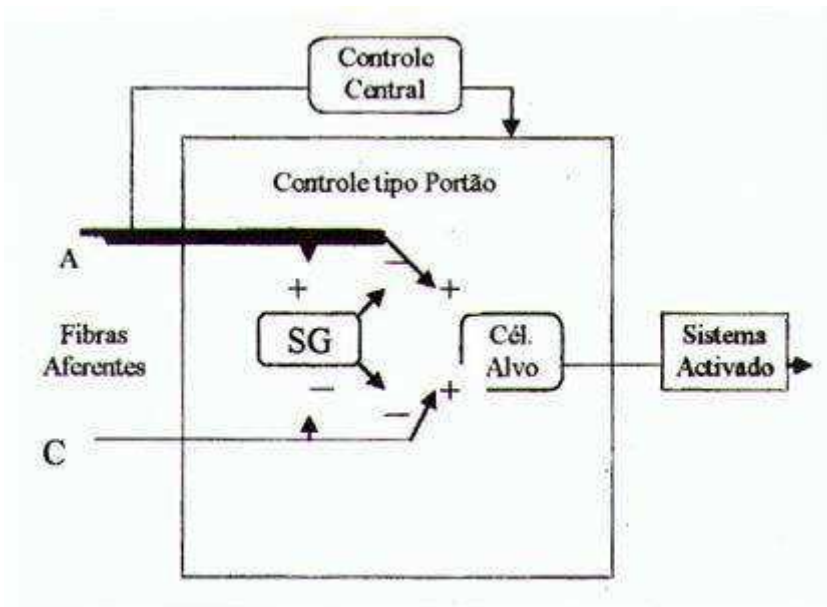 Controle
Central
Controle tipo Portão
A
−
+
+
Fibras
Aferentes
SG
Cél.
Alvo
Sistema
Activado
−
−
+
C